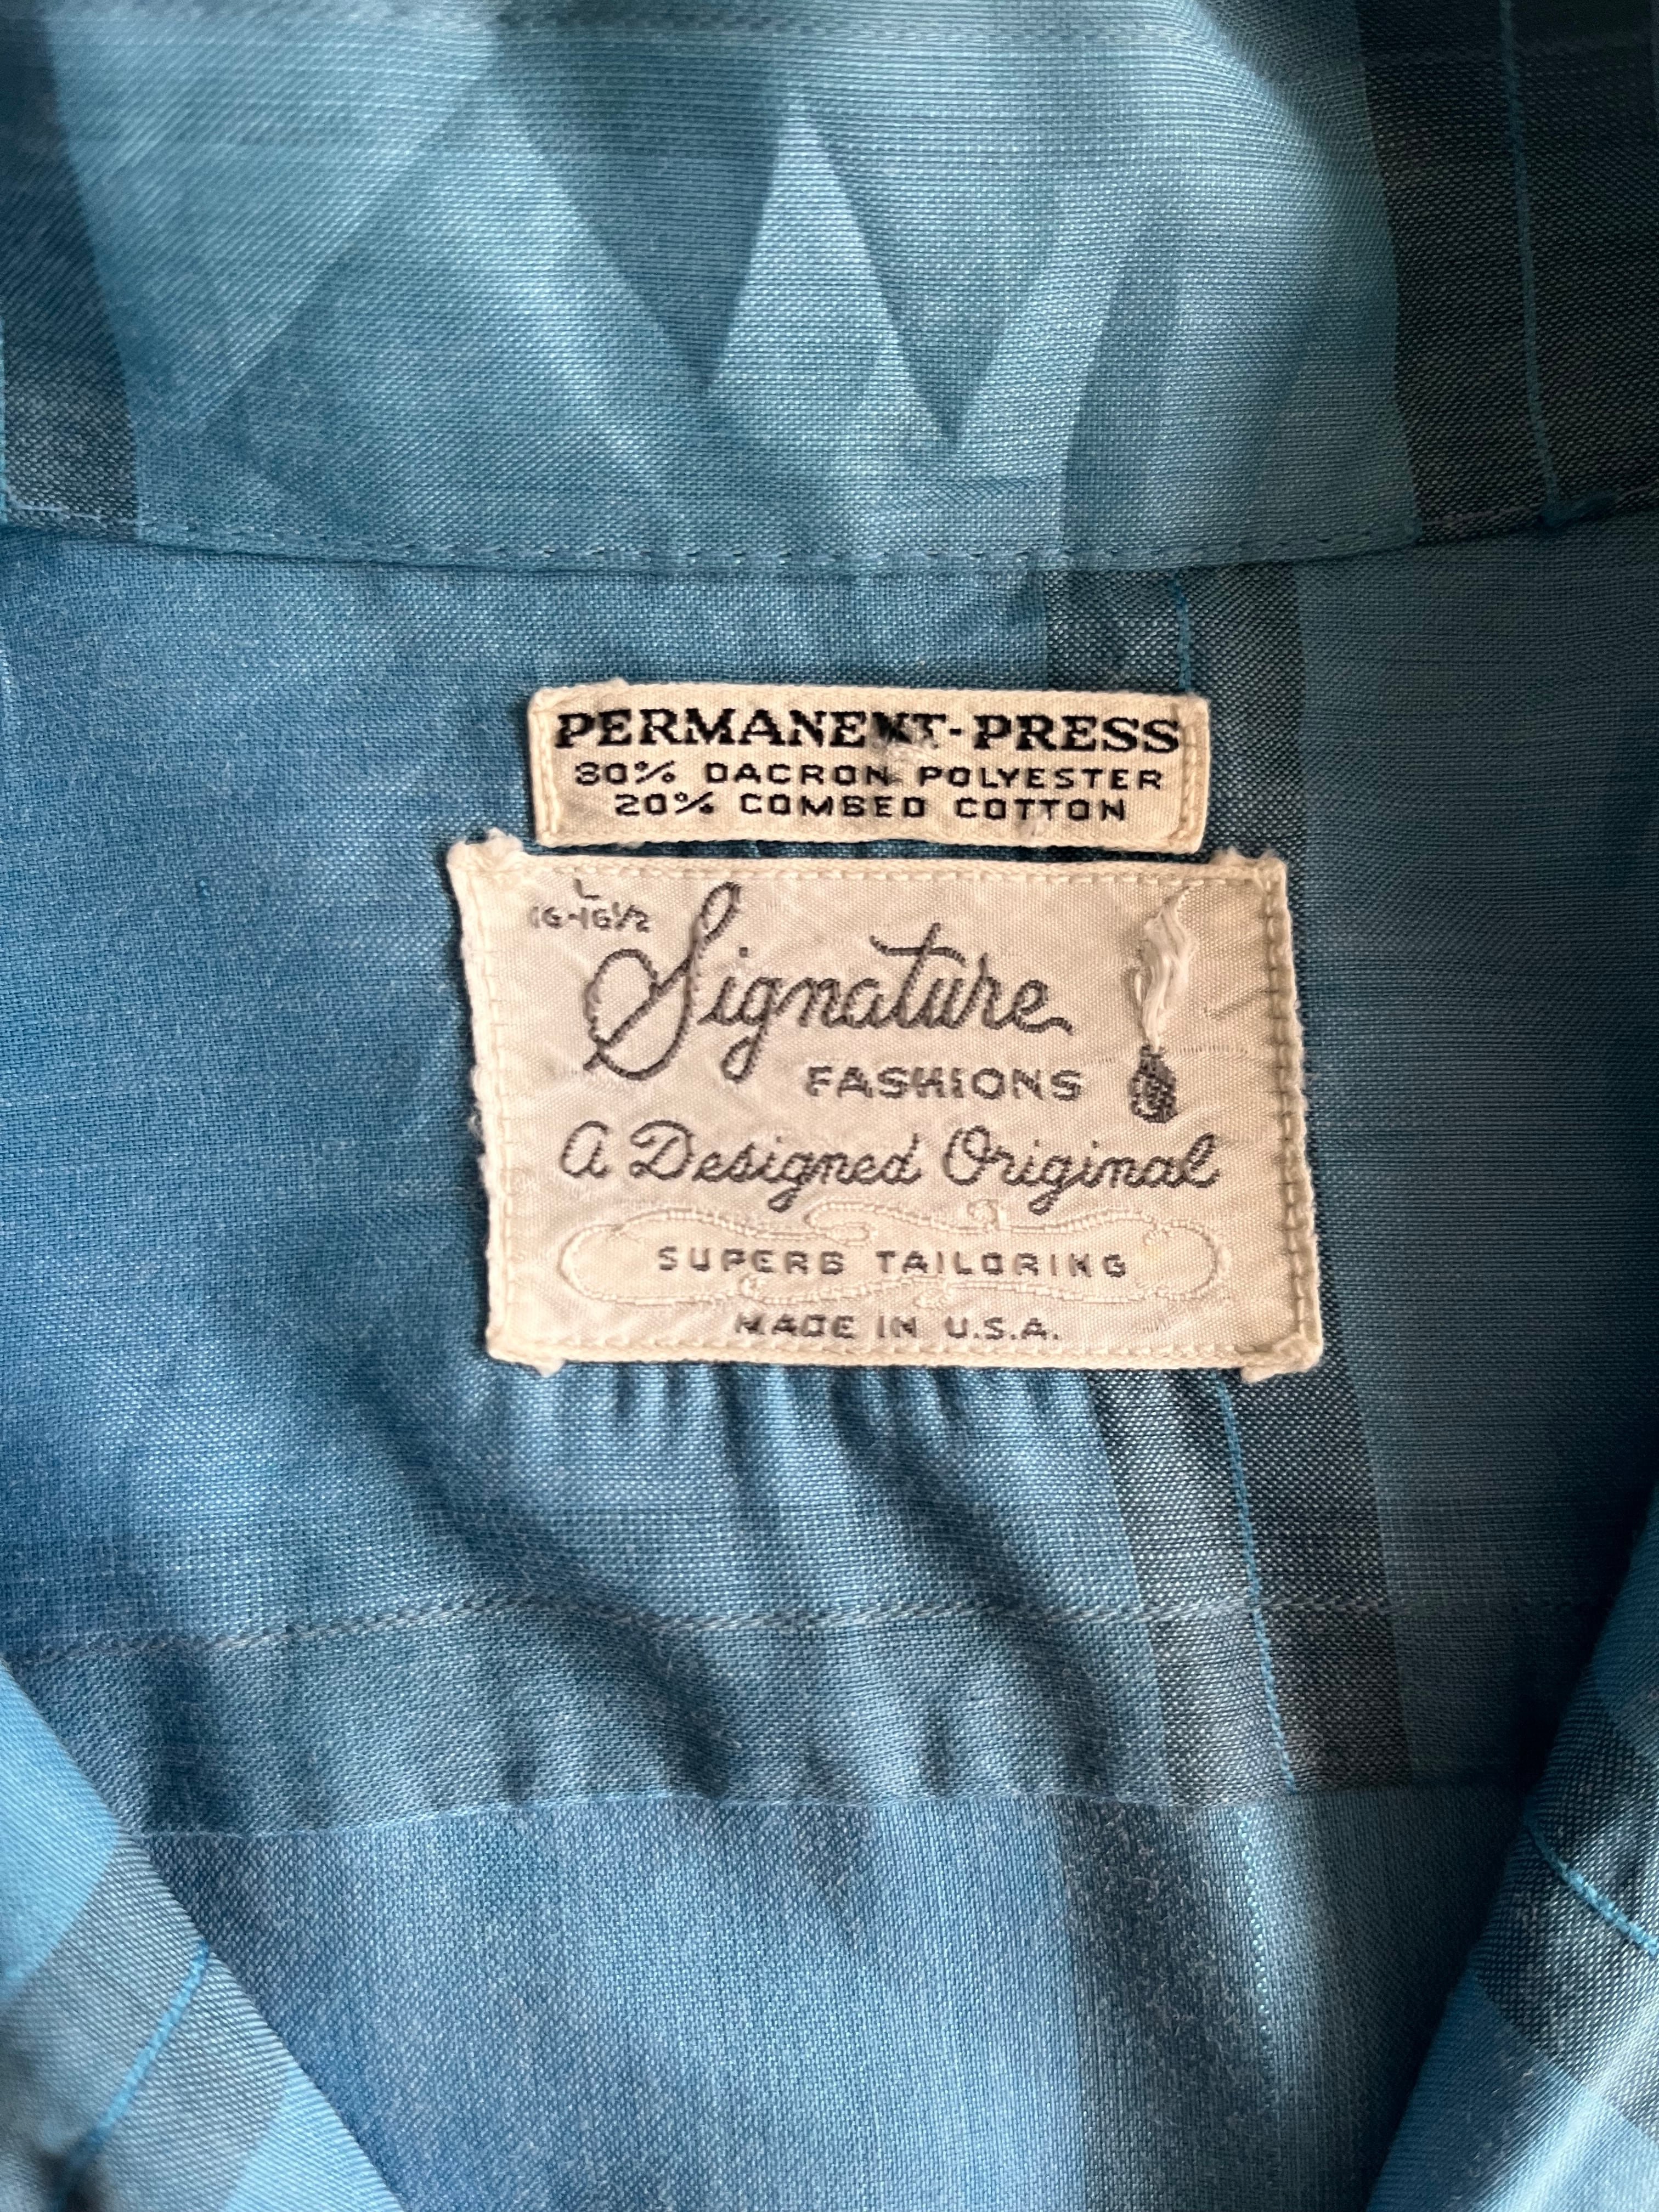 PERMANENT-PRESS
80% DACRON POLYESTER
20% COMBED COTTON
L
16-16½
Signature
FASHIONS
A Designed Original
SUPERB TAILORING
MADE IN U.S.A.